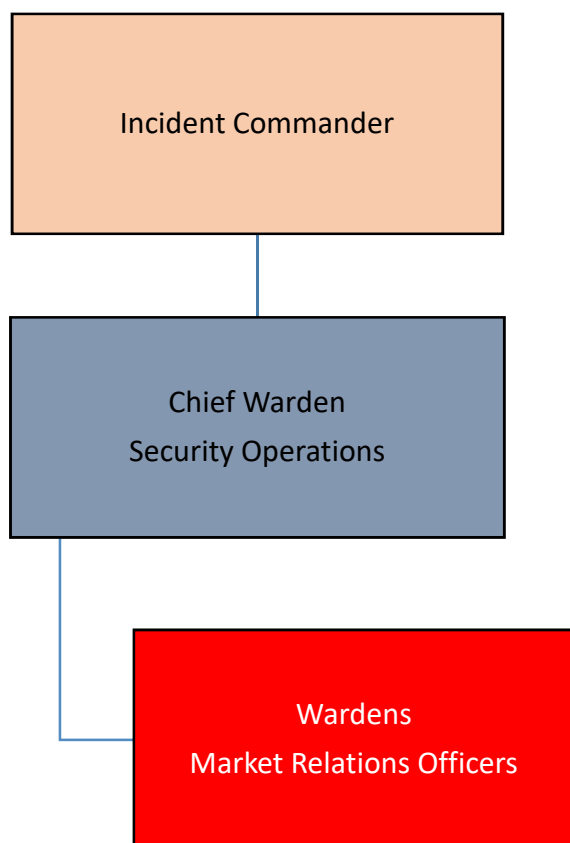 Incident Commander
Chief Warden
Security Operations
Wardens
Market Relations Officers